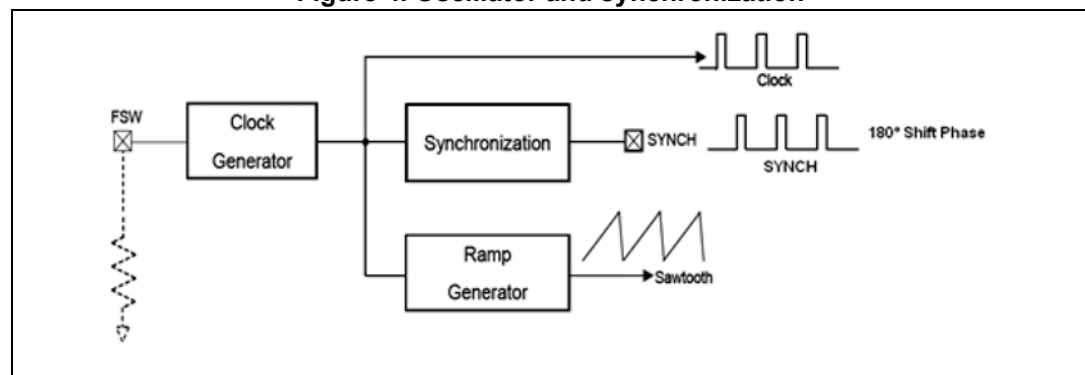 Figure 4. Oscillator and synchronization
Clock
FSW
Clock
Generator
Synchronization
SYNCH
180° Shift Phase
SYNCH
Ramp
Generator
Sawtooth